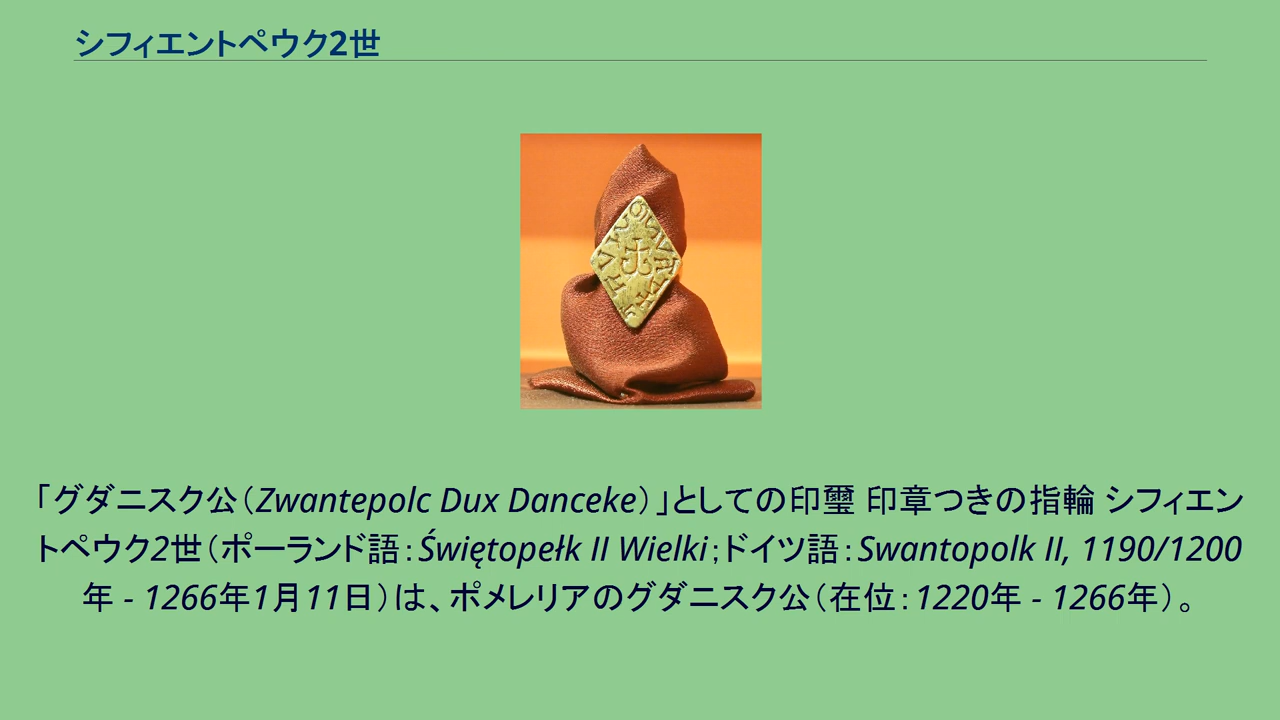 シフィエントペウク2世
「グダニスク公（Zwantepolc Dux Danceke）」としての印璽 印章つきの指輪 シフィエン
トペウク2世（ポーランド語：Świętopełk II Wielki；ドイツ語：Swantopolk II, 1190/1200
年 - 1266年1月11日）は、ポメレリアのグダニスク公（在位：1220年 - 1266年）。